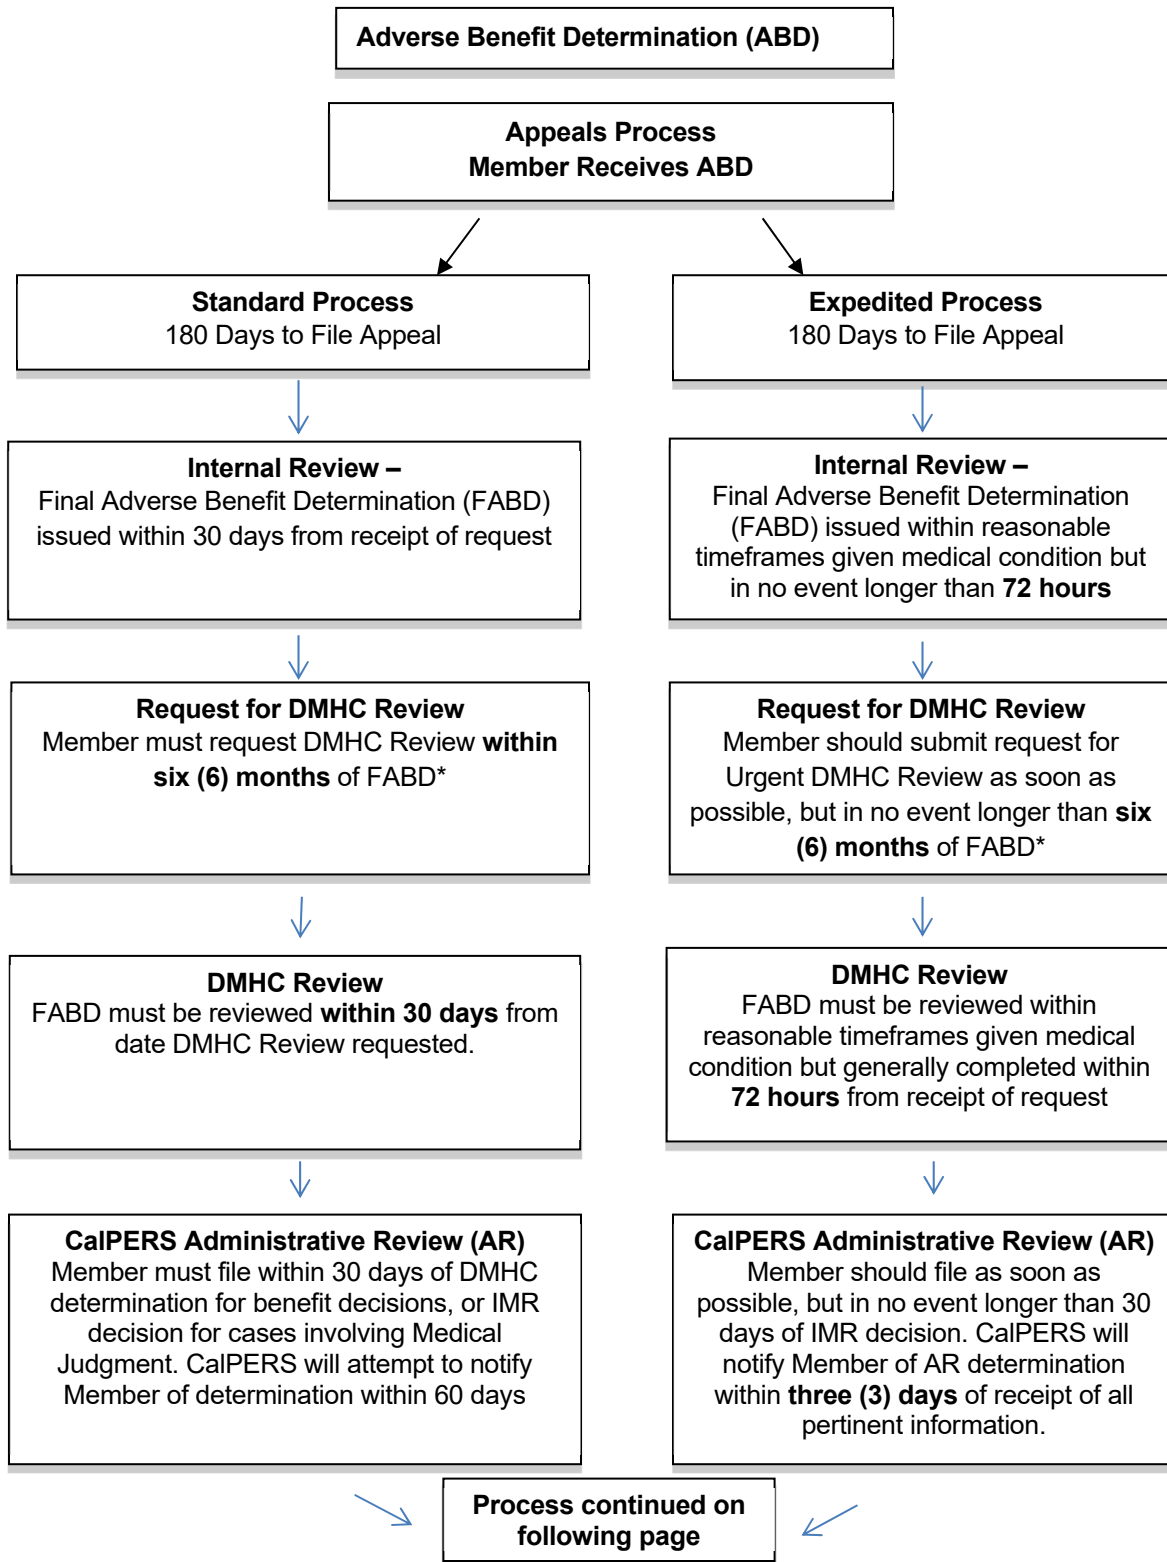 Adverse Benefit Determination (ABD)
Appeals Process
Member Receives ABD
Standard Process
180 Days to File Appeal
Expedited Process
180 Days to File Appeal
Internal Review –
Final Adverse Benefit Determination (FABD)
issued within 30 days from receipt of request
Internal Review –
Final Adverse Benefit Determination
(FABD) issued within reasonable
timeframes given medical condition but
in no event longer than 72 hours
Request for DMHC Review
Member must request DMHC Review within
six (6) months of FABD*
Request for DMHC Review
Member should submit request for
Urgent DMHC Review as soon as
possible, but in no event longer than six
(6) months of FABD*
DMHC Review
FABD must be reviewed within 30 days from
date DMHC Review requested.
DMHC Review
FABD must be reviewed within
reasonable timeframes given medical
condition but generally completed within
72 hours from receipt of request
CalPERS Administrative Review (AR)
Member must file within 30 days of DMHC
determination for benefit decisions, or IMR
decision for cases involving Medical
Judgment. CalPERS will attempt to notify
Member of determination within 60 days
CalPERS Administrative Review (AR)
Member should file as soon as
possible, but in no event longer than 30
days of IMR decision. CalPERS will
notify Member of AR determination
within three (3) days of receipt of all
pertinent information.
Process continued on
following page